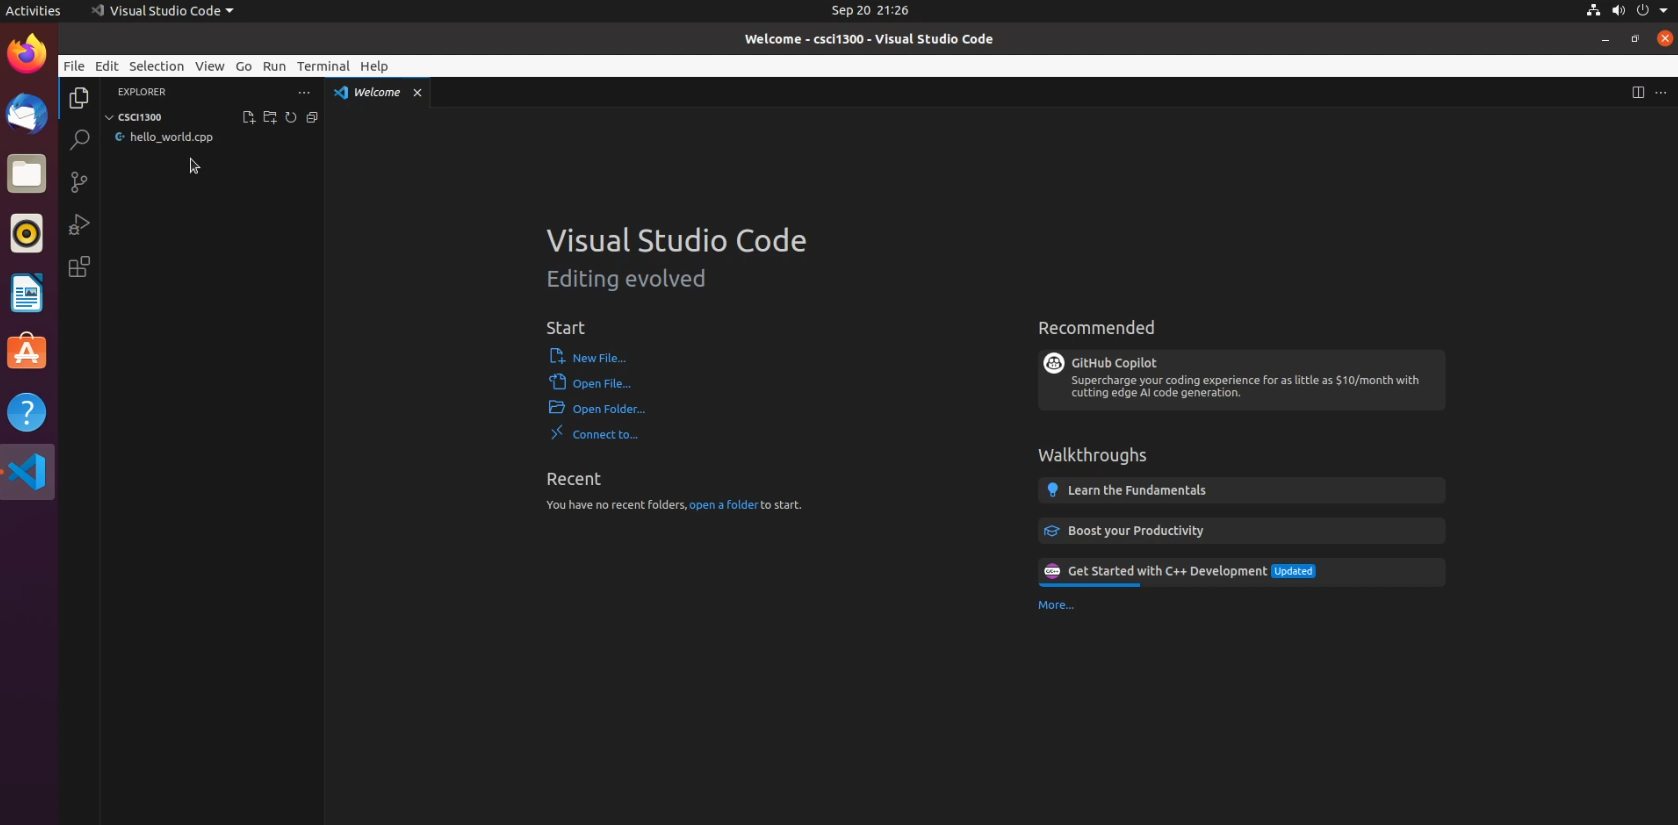 Activities Visual Studio Code Sep 20 21:26
Welcome - csci1300 - Visual Studio Code
File Edit Selection View Go Run Terminal Help
EXPLORER
Welcome
CSCI1300
hello_world.cpp
Visual Studio Code
Editing evolved
Start
New File...
Open File...
Open Folder...
Connect to...
Recent
You have no recent folders, open a folder to start.
Recommended
GitHub Copilot
Supercharge your coding experience for as little as $10/month with
cutting edge AI code generation.
Walkthroughs
Learn the Fundamentals
Boost your Productivity
Get Started with C++ Development Updated
More...